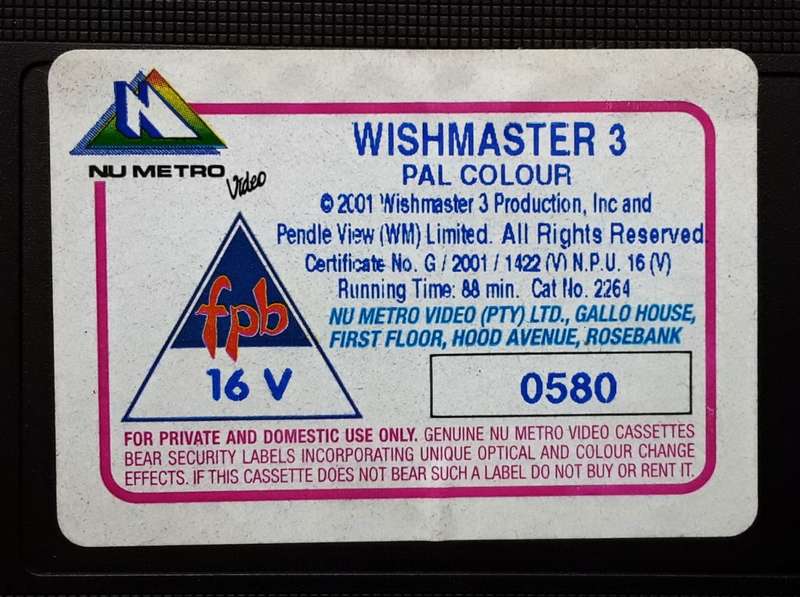 NU METRO
Video
WISHMASTER 3
PAL COLOUR
© 2001 Wishmaster 3 Production, Inc and
Pendle View (WM) Limited. All Rights Reserved.
Certificate No. G / 2001 / 1422 (V) N.P.U. 16 (V)
Running Time: 88 min. Cat No. 2264
NU METRO VIDEO (PTY) LTD., GALLO HOUSE,
FIRST FLOOR, HOOD AVENUE, ROSEBANK
fpb
16 V
0580
FOR PRIVATE AND DOMESTIC USE ONLY. GENUINE NU METRO VIDEO CASSETTES
BEAR SECURITY LABELS INCORPORATING UNIQUE OPTICAL AND COLOUR CHANGE
EFFECTS. IF THIS CASSETTE DOES NOT BEAR SUCH A LABEL DO NOT BUY OR RENT IT.